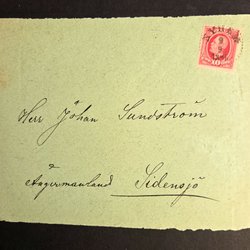 Herr Johan Sundström
Ångermanland Sidensjö